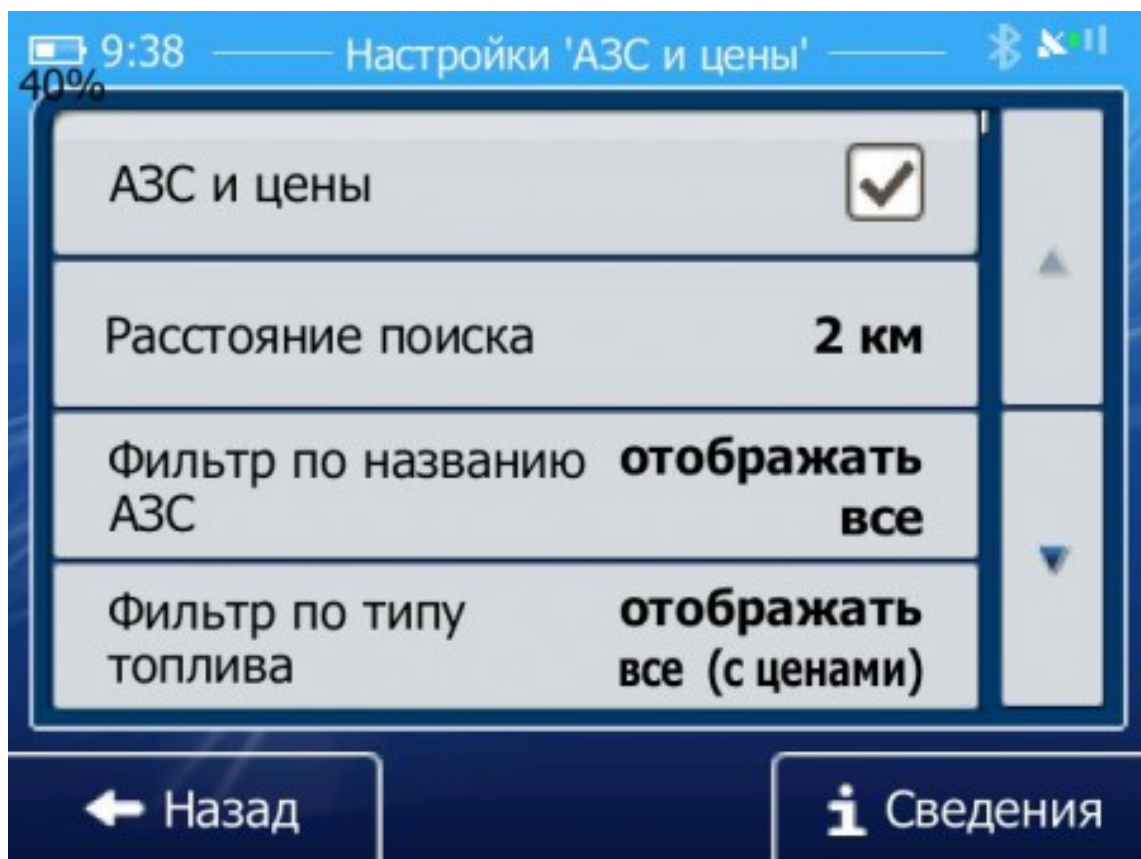 9:38 Настройки 'АЗС и цены'
40%
АЗС и цены
Расстояние поиска 2 км
Фильтр по названию отображать
АЗС все
Фильтр по типу отображать
топлива все (с ценами)
Назад Сведения